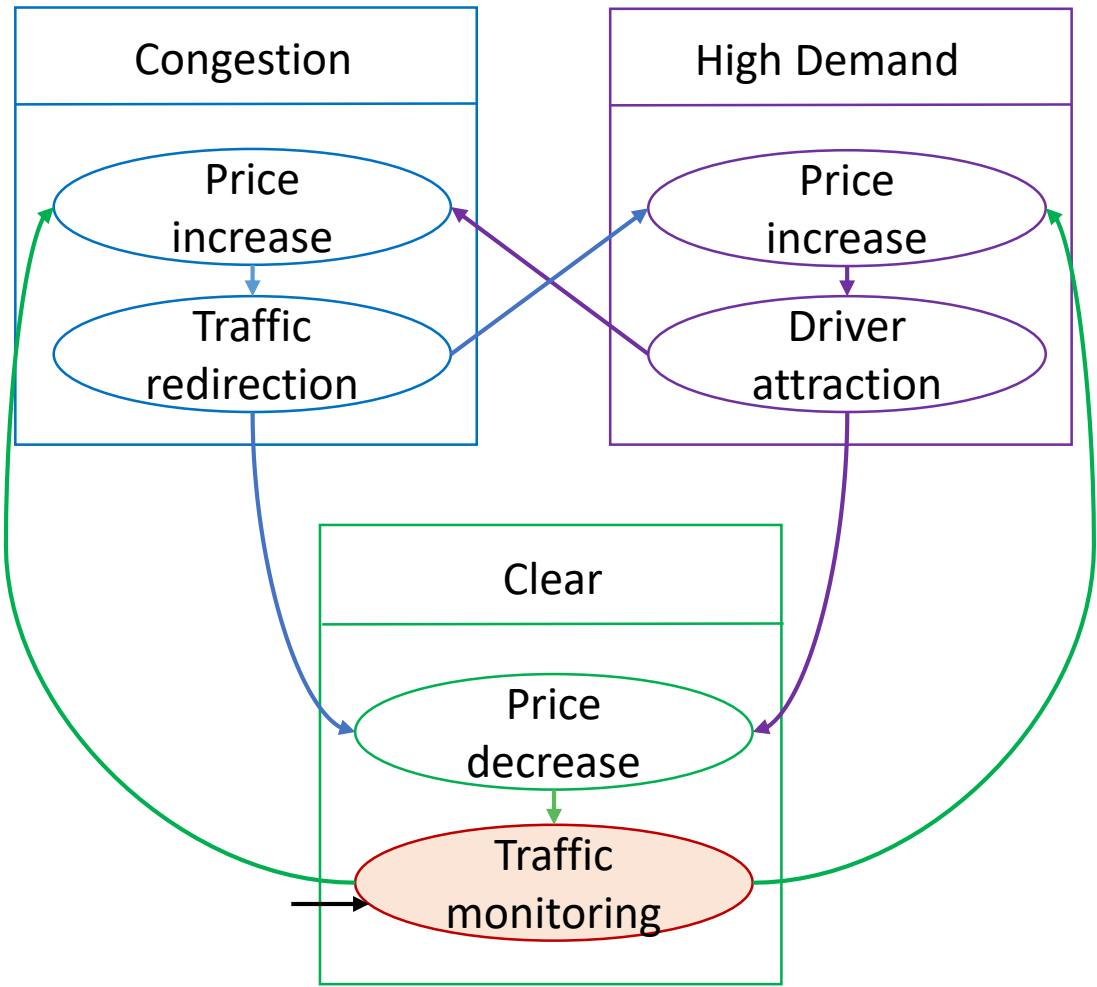 Congestion
Price
increase
Traffic
redirection
High Demand
Price
increase
Driver
attraction
Clear
Price
decrease
Traffic
monitoring